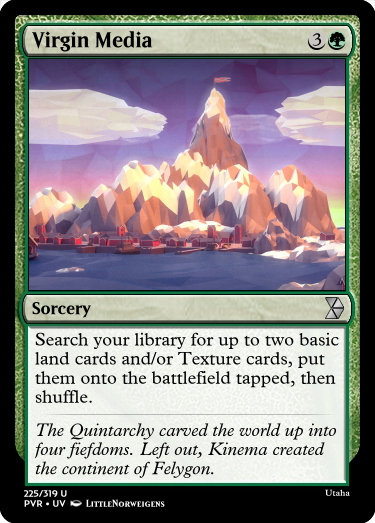 Virgin Media
3
Sorcery
Search your library for up to two basic
land cards and/or Texture cards, put
them onto the battlefield tapped, then
shuffle.
The Quintarchy carved the world up into
four fiefdoms. Left out, Kinema created
the continent of Felygon.
225/319 U
Utaha
PVR • UV LittleNorweigens